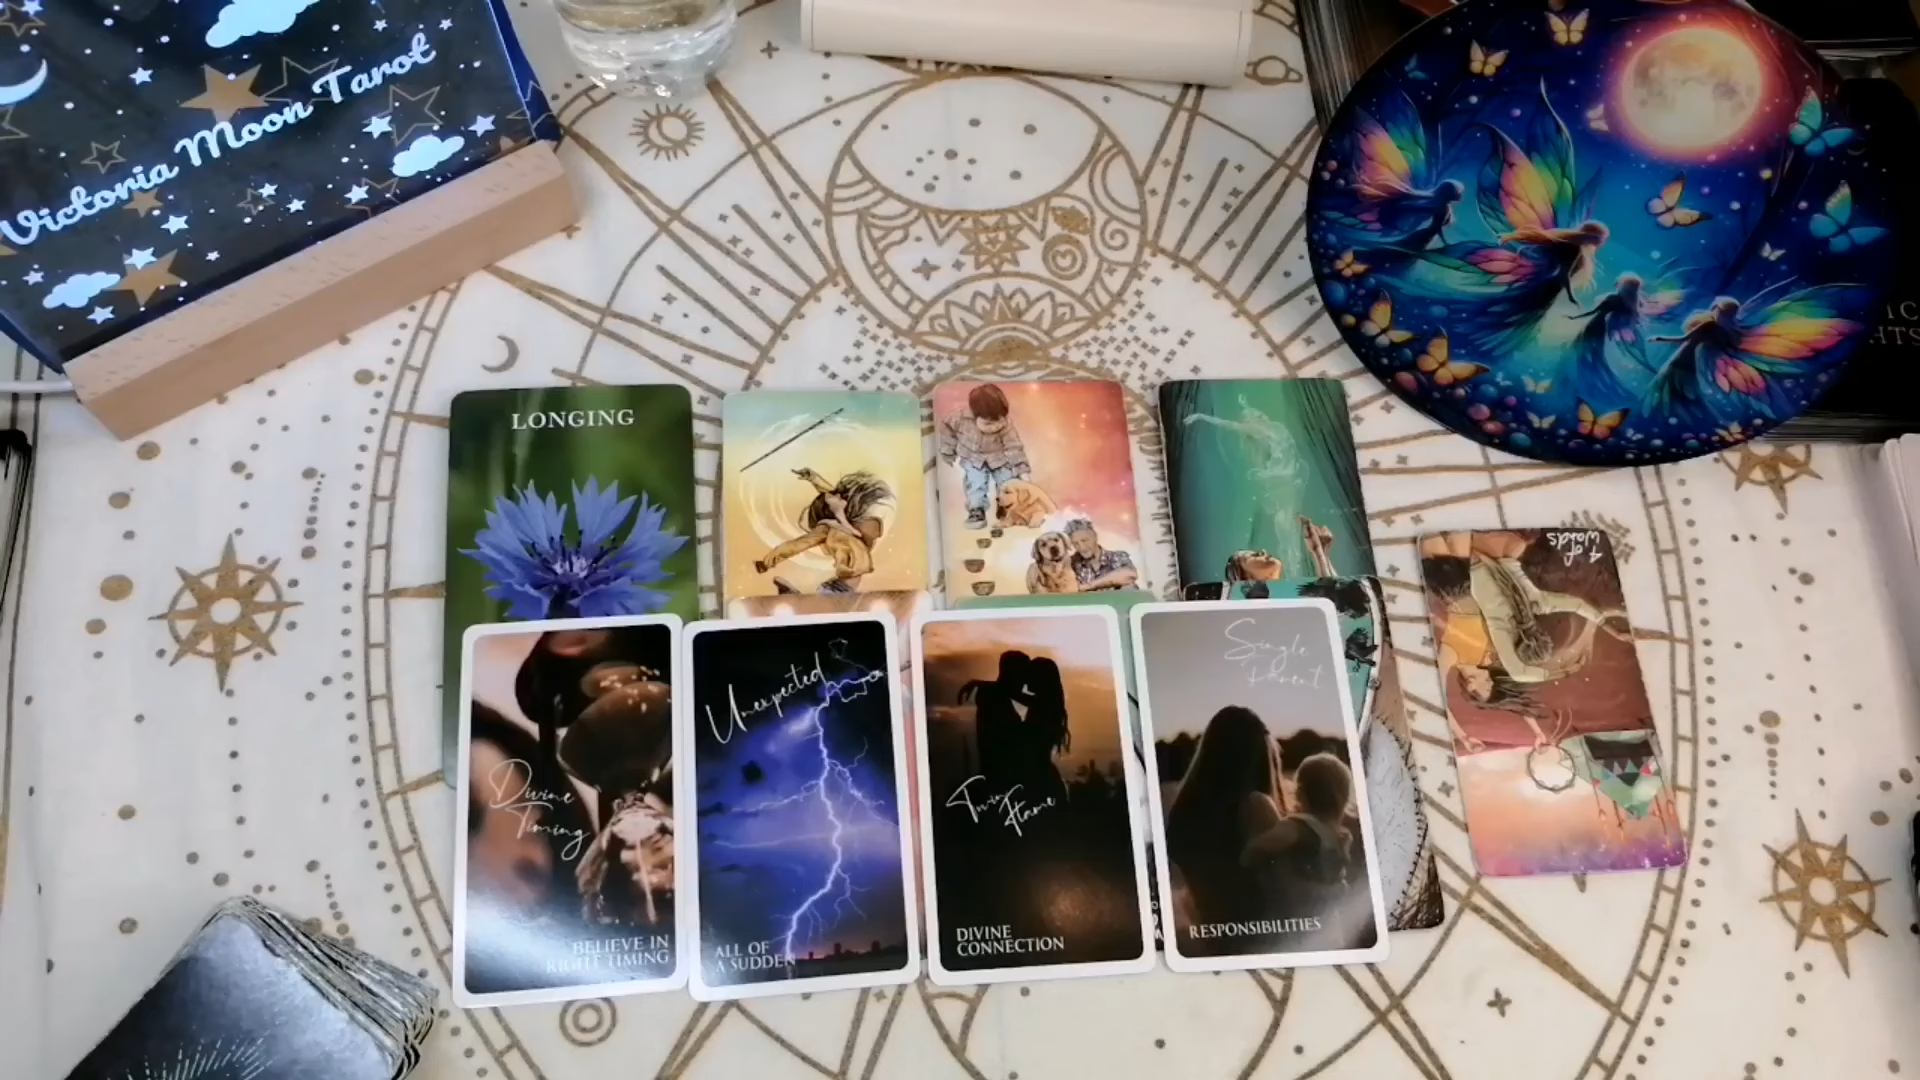 Victoria Moon Tarot
LONGING
4 of
Wands
Divine
Timing
BELIEVE IN
RIGHT TIMING
Unexpected
ALL OF
A SUDDEN
Twin
Flame
DIVINE
CONNECTION
Single
Parent
RESPONSIBILITIES